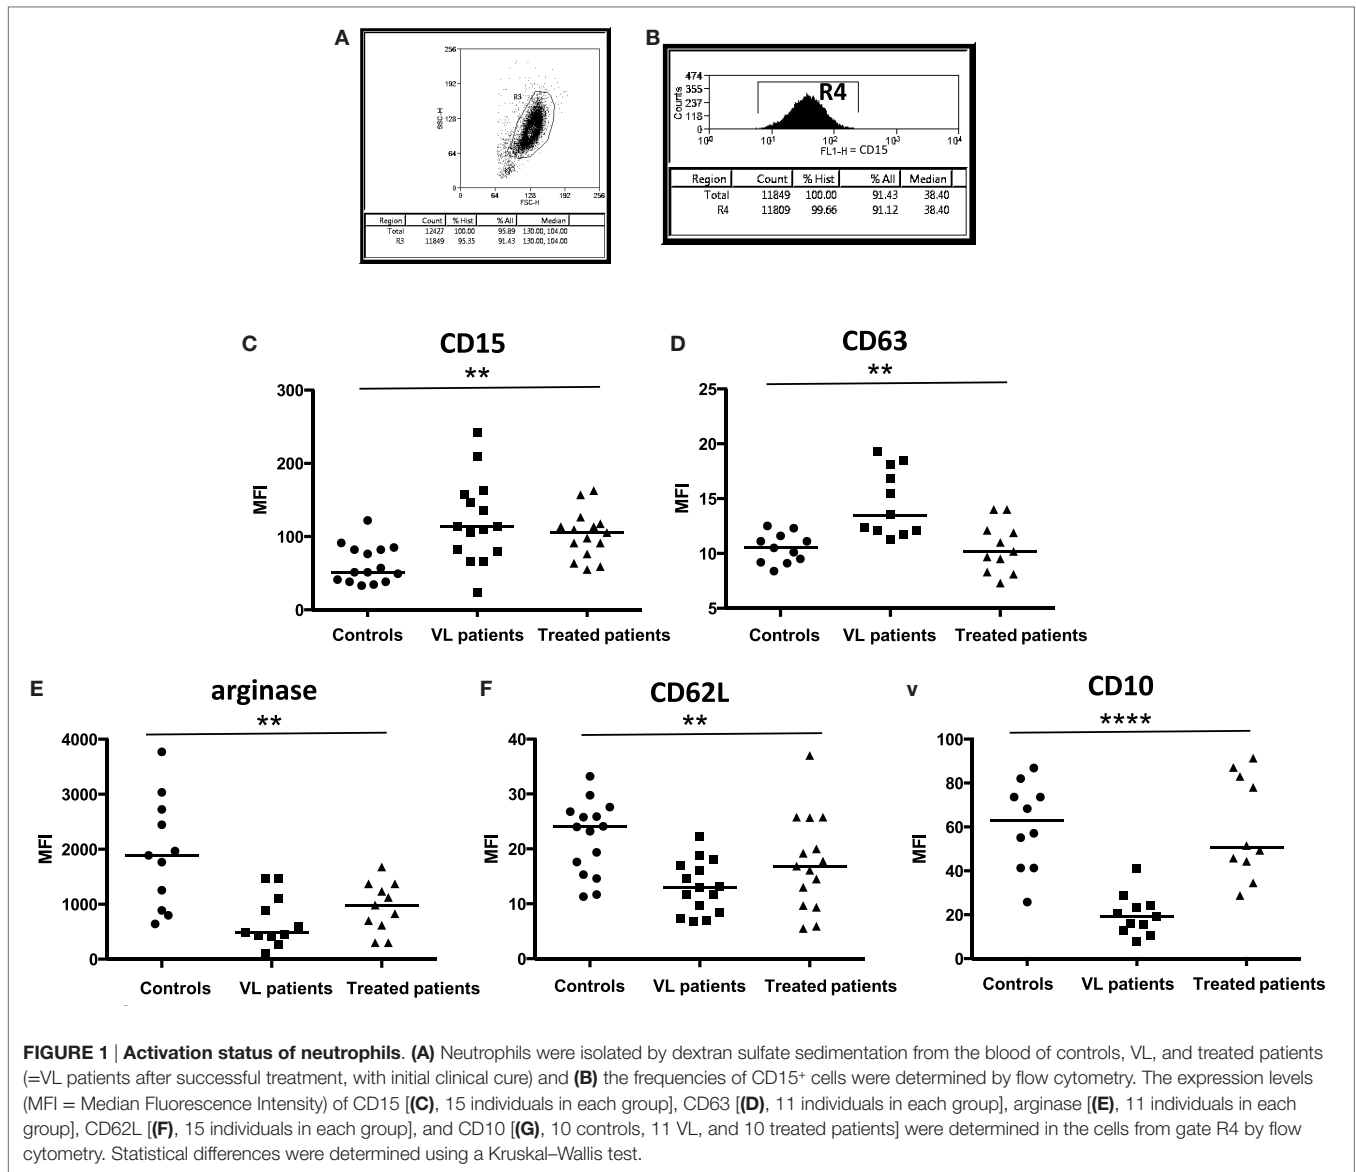 A
256
192
128
64
0
SSC-H
R3
0 64 128 192 256
FSC-H
Region Count % Hist % All Median
Total 12427 100.00 95.89 130.00, 104.00
R3 11849 95.35 91.43 130.00, 104.00
B
474
355
237
118
0
Counts
R4
10⁰ 10¹ 10² 10³ 10⁴
FL1-H = CD15
Region Count % Hist % All Median
Total 11849 100.00 91.43 38.40
R4 11809 99.66 91.12 38.40
C
CD15
**
300
200
100
0
MFI
Controls VL patients Treated patients
D
CD63
**
25
20
15
10
5
MFI
Controls VL patients Treated patients
E
arginase
**
4000
3000
2000
1000
0
MFI
Controls VL patients Treated patients
F
CD62L
**
40
30
20
10
0
MFI
Controls VL patients Treated patients
v
CD10
****
100
80
60
40
20
0
MFI
Controls VL patients Treated patients
FIGURE 1 | Activation status of neutrophils. (A) Neutrophils were isolated by dextran sulfate sedimentation from the blood of controls, VL, and treated patients
(=VL patients after successful treatment, with initial clinical cure) and (B) the frequencies of CD15⁺ cells were determined by flow cytometry. The expression levels
(MFI = Median Fluorescence Intensity) of CD15 [(C), 15 individuals in each group], CD63 [(D), 11 individuals in each group], arginase [(E), 11 individuals in each
group], CD62L [(F), 15 individuals in each group], and CD10 [(G), 10 controls, 11 VL, and 10 treated patients] were determined in the cells from gate R4 by flow
cytometry. Statistical differences were determined using a Kruskal–Wallis test.